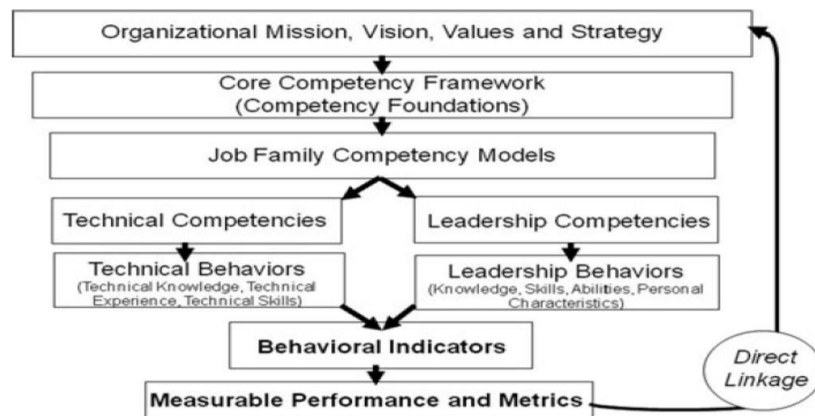 Organizational Mission, Vision, Values and Strategy
Core Competency Framework
(Competency Foundations)
Job Family Competency Models
Technical Competencies
Leadership Competencies
Technical Behaviors
(Technical Knowledge, Technical
Experience, Technical Skills)
Leadership Behaviors
(Knowledge, Skills, Abilities, Personal
Characteristics)
Behavioral Indicators
Direct
Linkage
Measurable Performance and Metrics